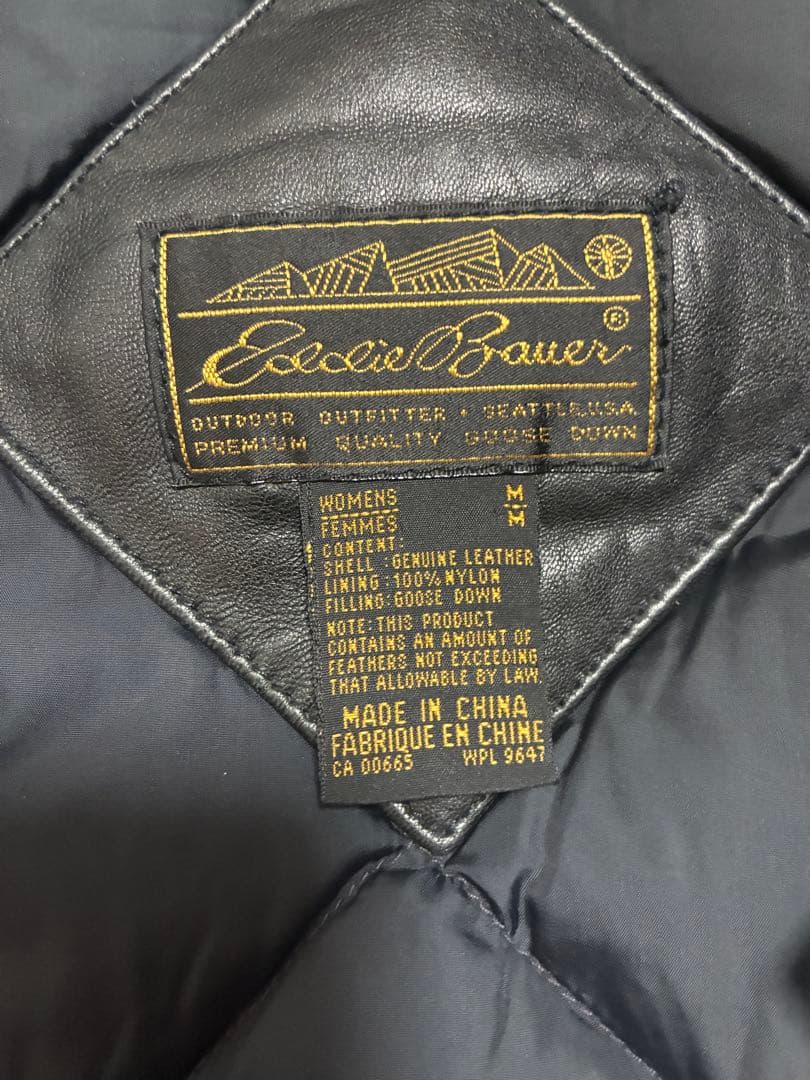 Eddie Bauer®
OUTDOOR OUTFITTER • SEATTLE, U.S.A.
PREMIUM QUALITY GOOSE DOWN
WOMENS M
FEMMES M
CONTENT:
SHELL :GENUINE LEATHER
LINING:100% NYLON
FILLING:GOOSE DOWN
NOTE:THIS PRODUCT
CONTAINS AN AMOUNT OF
FEATHERS NOT EXCEEDING
THAT ALLOWABLE BY LAW.
MADE IN CHINA
FABRIQUE EN CHINE
CA 00665 WPL 9647